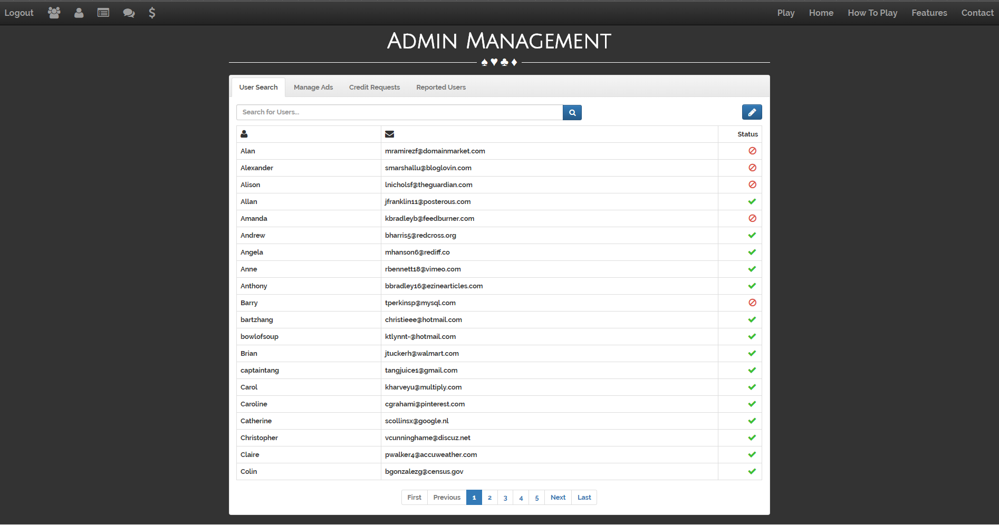 Logout Play Home How To Play Features Contact
Admin Management
User Search Manage Ads Credit Requests Reported Users
Search for Users...
Status
Alan mramirezf@domainmarket.com
Alexander smarshallu@bloglovin.com
Alison lnicholsf@theguardian.com
Allan jfranklin11@posterous.com
Amanda kbradleyb@feedburner.com
Andrew bharris5@redcross.org
Angela mhanson6@rediff.co
Anne rbennett18@vimeo.com
Anthony bbradley16@ezinearticles.com
Barry tperkinsp@mysql.com
bartzhang christieee@hotmail.com
bowlofsoup ktlynnt-@hotmail.com
Brian jtuckerh@walmart.com
captaintang tangjuice1@gmail.com
Carol kharveyu@multiply.com
Caroline cgrahami@pinterest.com
Catherine scollinsx@google.nl
Christopher vcunninghame@discuz.net
Claire pwalker4@accuweather.com
Colin bgonzalezg@census.gov
First Previous 1 2 3 4 5 Next Last